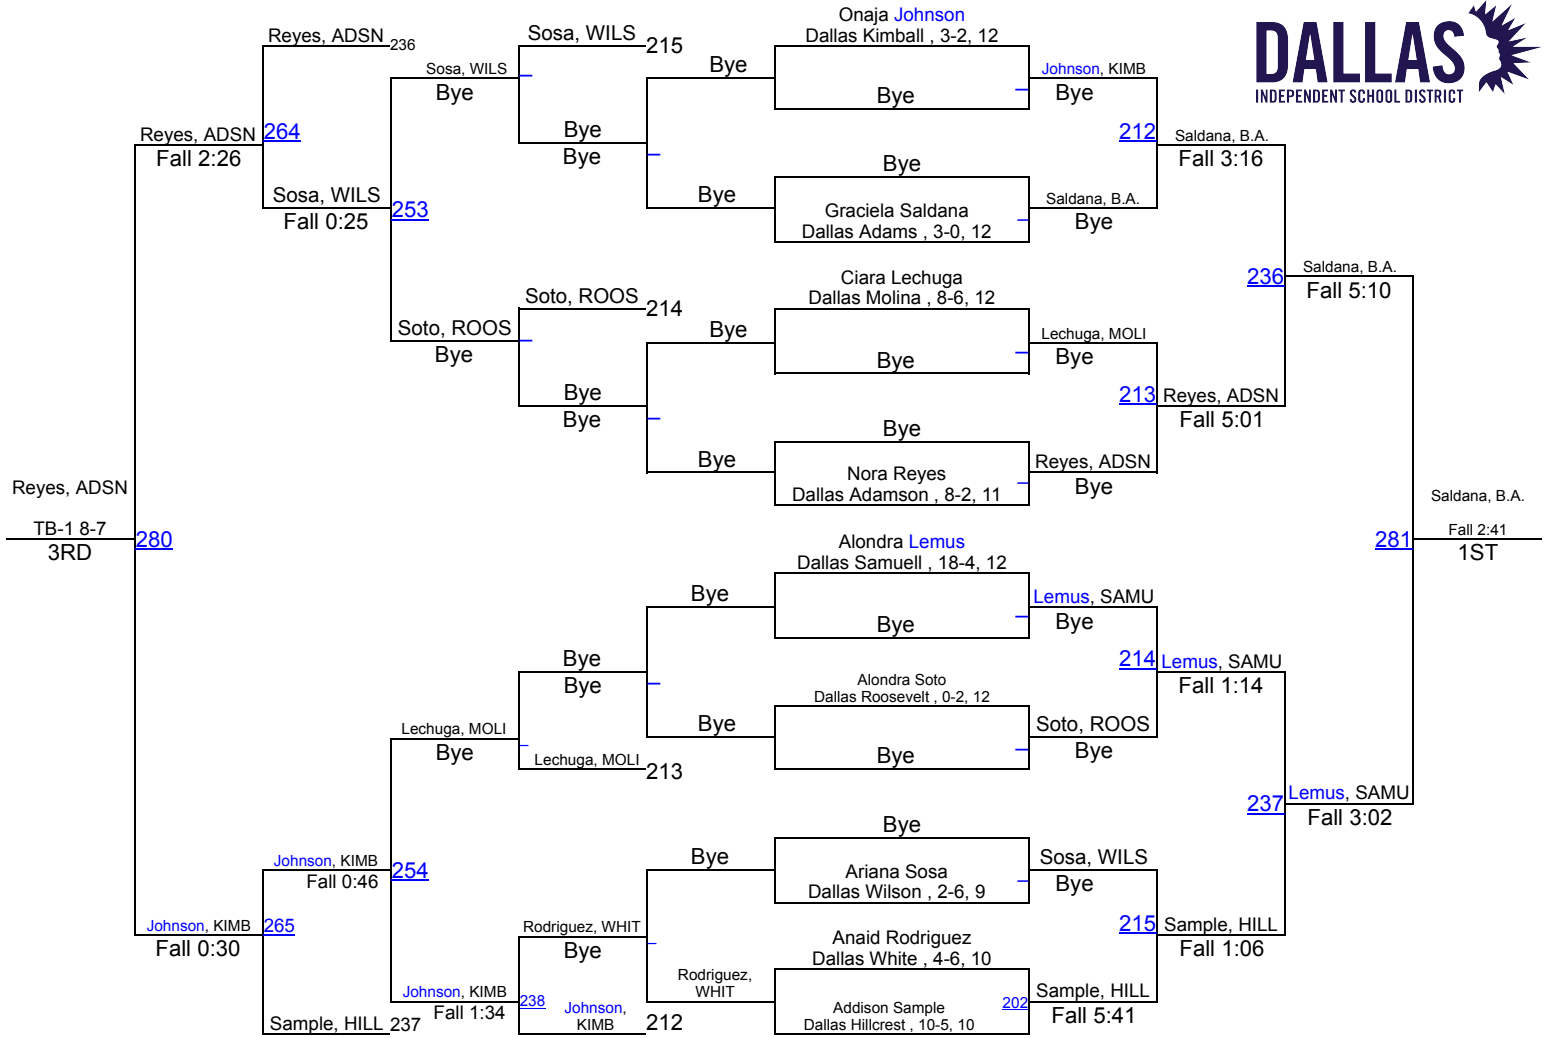 Onaja Johnson
Dallas Kimball , 3-2, 12
DALLAS
INDEPENDENT SCHOOL DISTRICT
Reyes, ADSN
236
Sosa, WILS
215
Sosa, WILS
Bye
Bye
Bye
Johnson, KIMB
Bye
Bye
Bye
Reyes, ADSN
264
Fall 2:26
212
Saldana, B.A.
Fall 3:16
Bye
Sosa, WILS
Fall 0:25
253
Bye
Graciela Saldana
Dallas Adams , 3-0, 12
Saldana, B.A.
Bye
Ciara Lechuga
Dallas Molina , 8-6, 12
236
Saldana, B.A.
Fall 5:10
Soto, ROOS
214
Soto, ROOS
Bye
Bye
Bye
Lechuga, MOLI
Bye
Bye
Bye
213
Reyes, ADSN
Fall 5:01
Bye
Bye
Nora Reyes
Dallas Adamson , 8-2, 11
Reyes, ADSN
Bye
Reyes, ADSN
TB-1 8-7
3RD
280
Saldana, B.A.
281
Fall 2:41
1ST
Alondra Lemus
Dallas Samuell , 18-4, 12
Bye
Bye
Lemus, SAMU
Bye
Bye
Bye
214
Lemus, SAMU
Fall 1:14
Alondra Soto
Dallas Roosevelt , 0-2, 12
Bye
Bye
Soto, ROOS
Bye
Lechuga, MOLI
Bye
Lechuga, MOLI
213
237
Lemus, SAMU
Fall 3:02
Bye
Bye
Ariana Sosa
Dallas Wilson , 2-6, 9
Sosa, WILS
Bye
Johnson, KIMB
Fall 0:46
254
Johnson, KIMB
265
Fall 0:30
Rodriguez, WHIT
Bye
215
Sample, HILL
Fall 1:06
Anaid Rodriguez
Dallas White , 4-6, 10
Rodriguez,
WHIT
Johnson, KIMB
Fall 1:34
238
Johnson,
KIMB
212
Addison Sample
202
Dallas Hillcrest , 10-5, 10
Sample, HILL
Fall 5:41
Sample, HILL
237